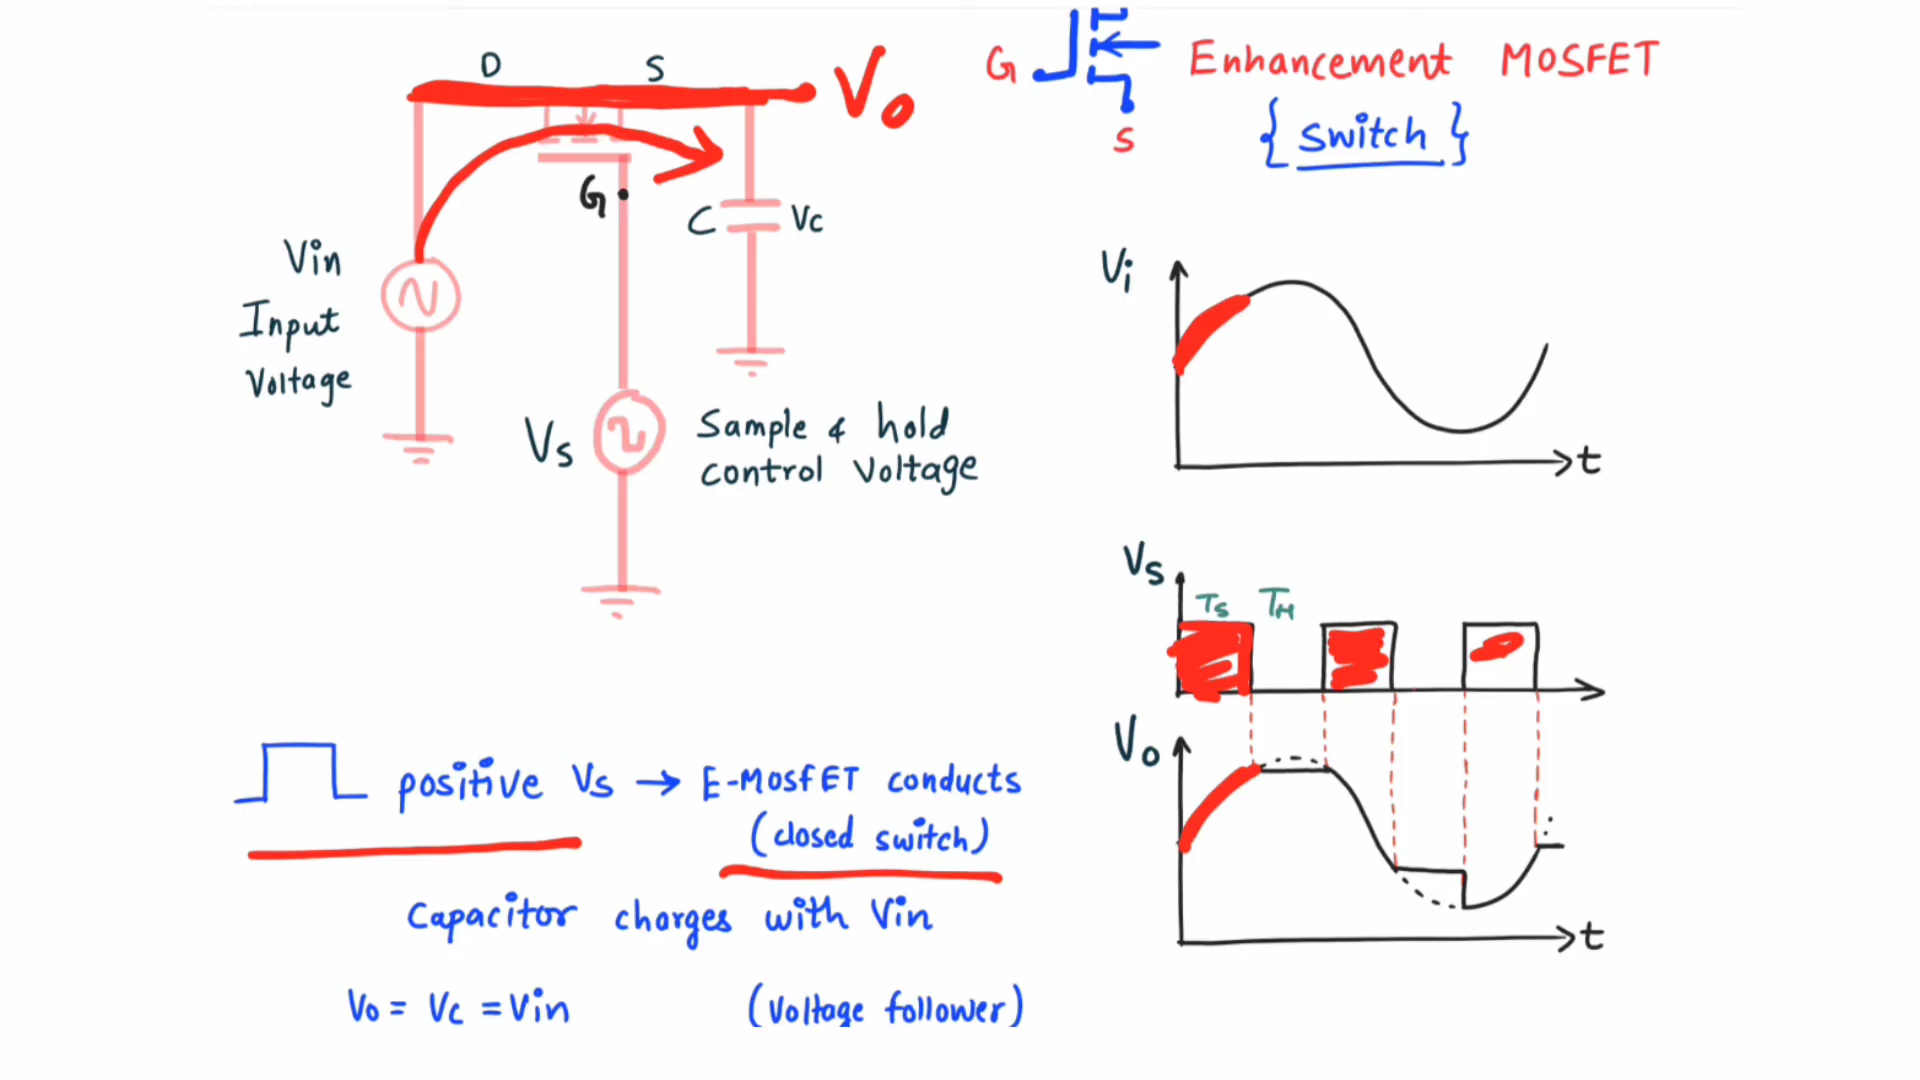 D
S
Vo
G
C
Vc
Vin
Input
Voltage
Vs
Sample & hold
control Voltage
G
S
Enhancement MOSFET
{ Switch }
Vi
t
Vs
Ts
TH
Vo
t
positive Vs → E-MOSFET conducts
(closed switch)
Capacitor charges with Vin
Vo = Vc = Vin
(Voltage follower)